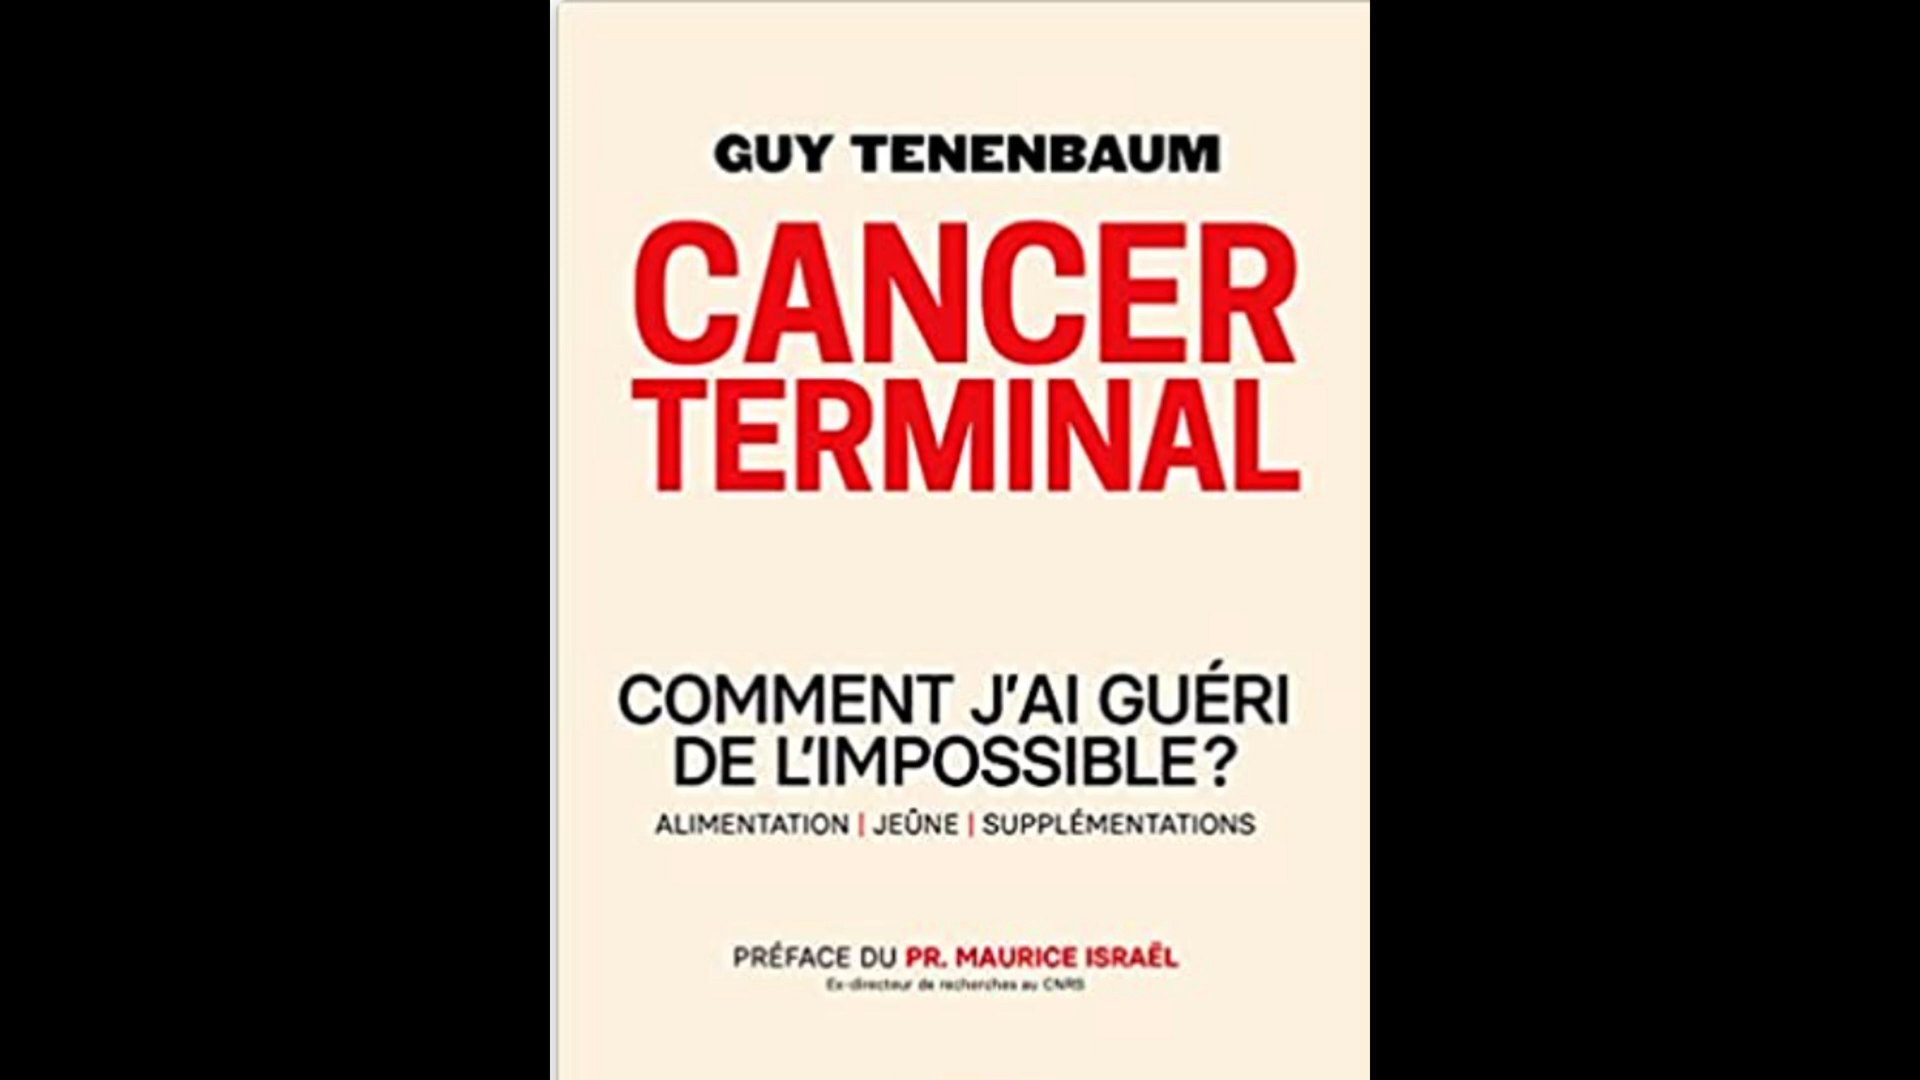 GUY TENENBAUM
CANCER
TERMINAL
COMMENT J'AI GUÉRI
DE L'IMPOSSIBLE?
ALIMENTATION | JEÛNE | SUPPLÉMENTATIONS
PRÉFACE DU PR. MAURICE ISRAËL
Ex-directeur de recherches au CNRS